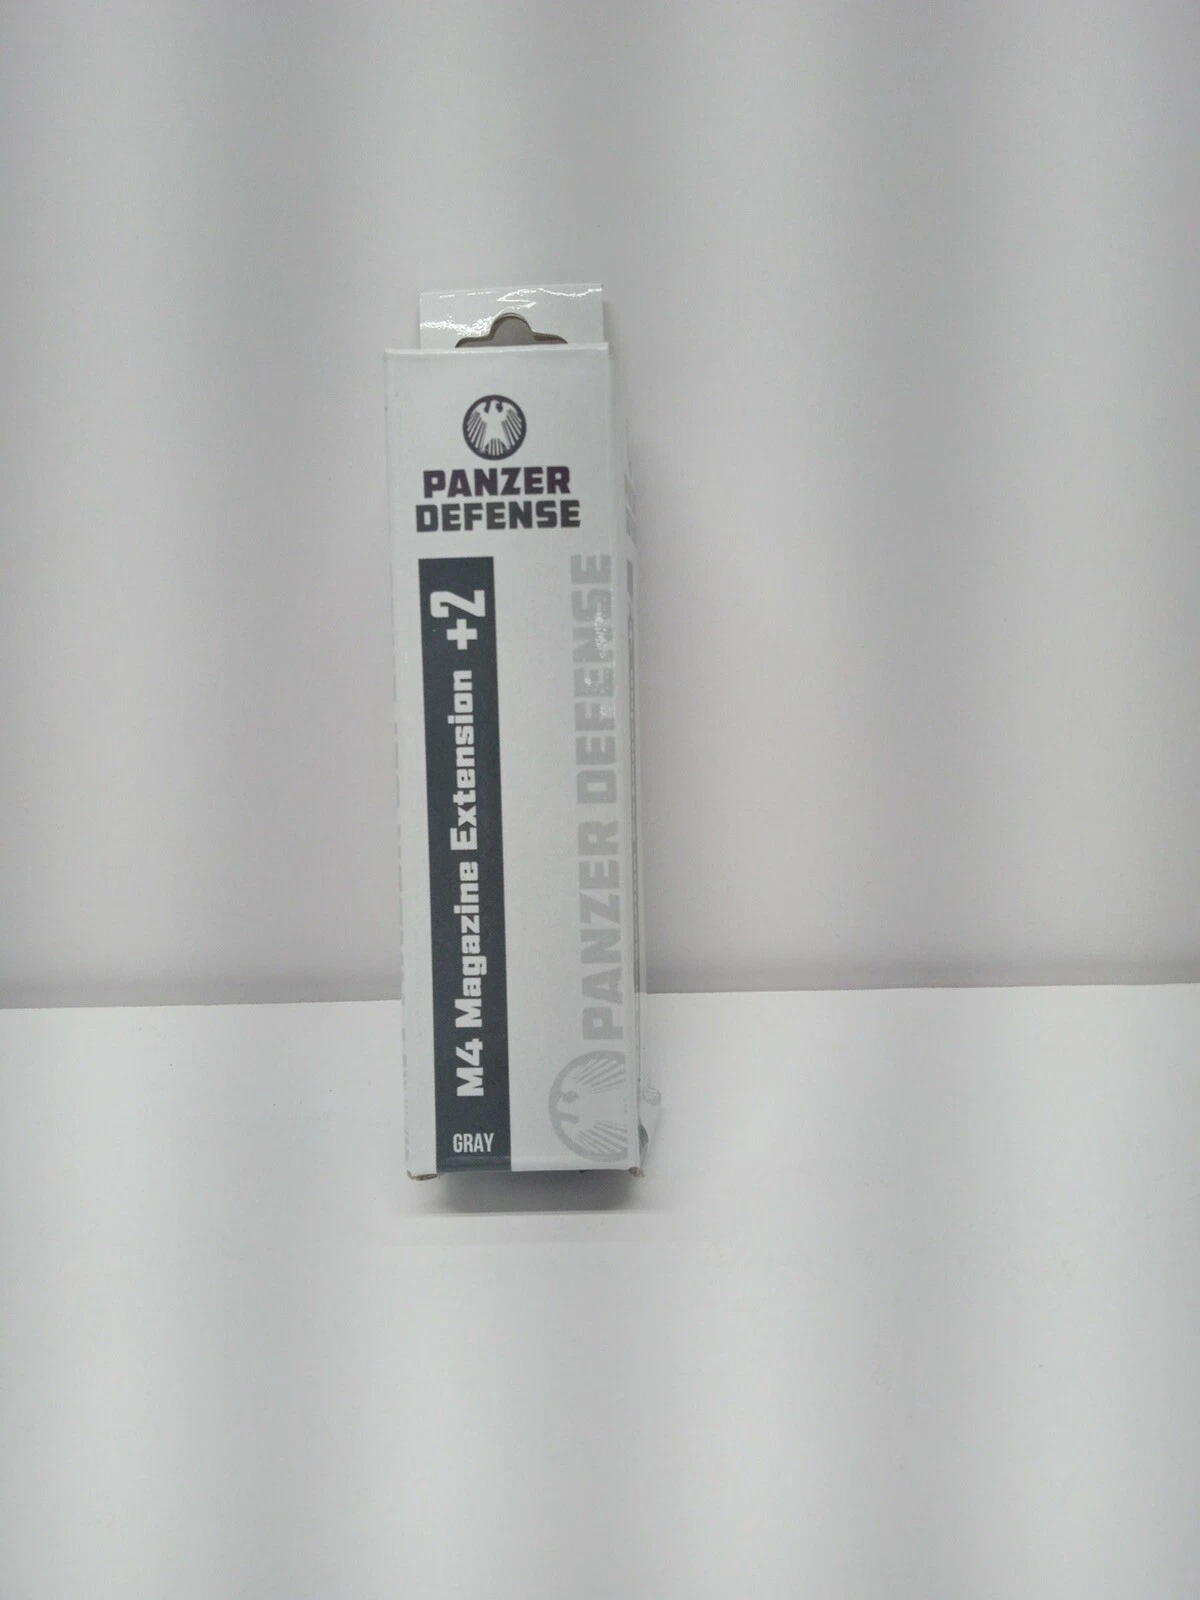 PANZER
DEFENSE
M4 Magazine Extension +2
GRAY
PANZER DEFENSE